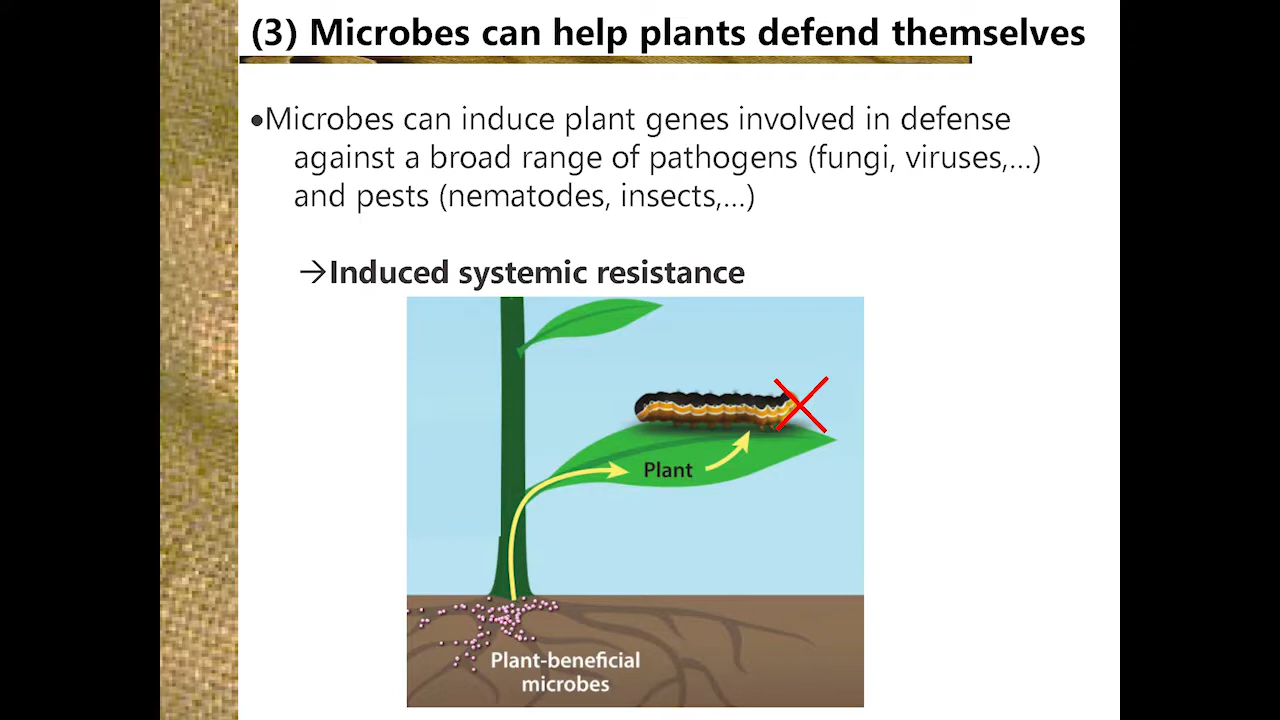 (3) Microbes can help plants defend themselves
•Microbes can induce plant genes involved in defense
against a broad range of pathogens (fungi, viruses,...)
and pests (nematodes, insects,...)
→Induced systemic resistance
Plant
Plant-beneficial
microbes